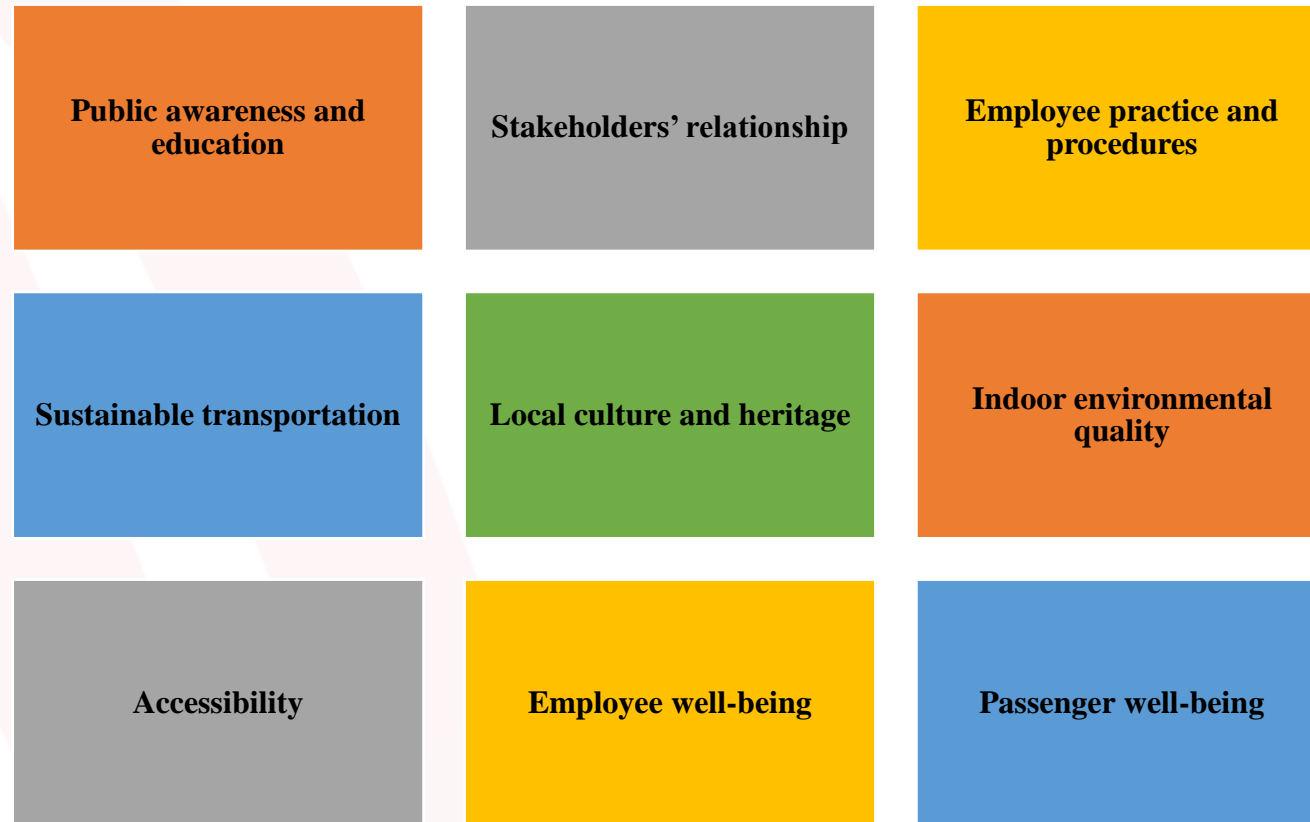 Public awareness and
education
Stakeholders’ relationship
Employee practice and
procedures
Sustainable transportation
Local culture and heritage
Indoor environmental
quality
Accessibility
Employee well-being
Passenger well-being